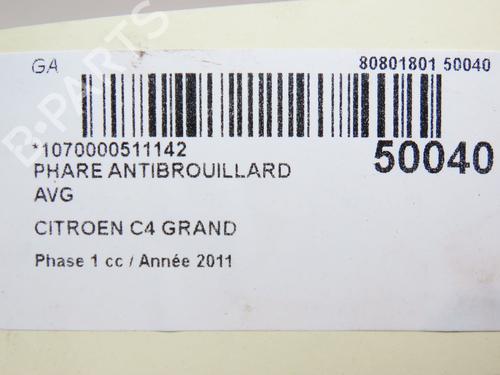 GA
80801801 50040
*1070000511142
50040
PHARE ANTIBROUILLARD
AVG
CITROEN C4 GRAND
Phase 1 cc / Année 2011
B-PARTS